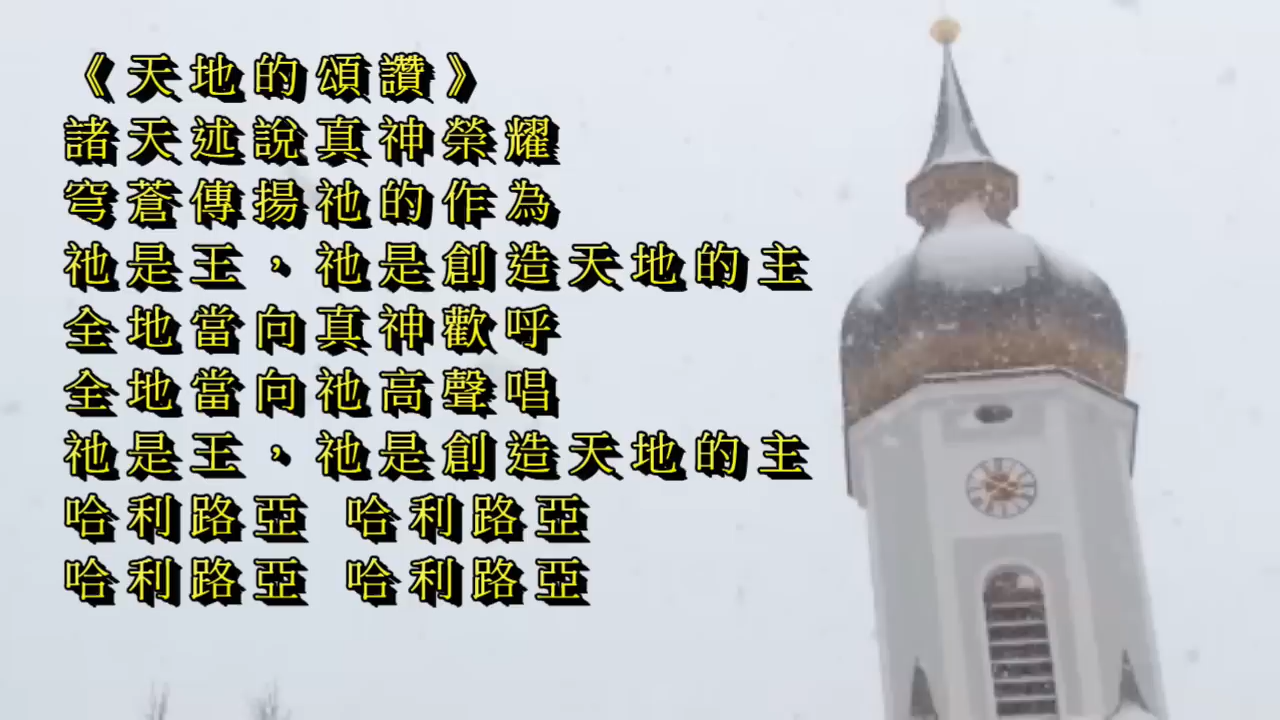 《天地的頌讚》
諸天述說真神榮耀
穹蒼傳揚祂的作為
祂是王，祂是創造天地的主
全地當向真神歡呼
全地當向祂高聲唱
祂是王，祂是創造天地的主
哈利路亞 哈利路亞
哈利路亞 哈利路亞